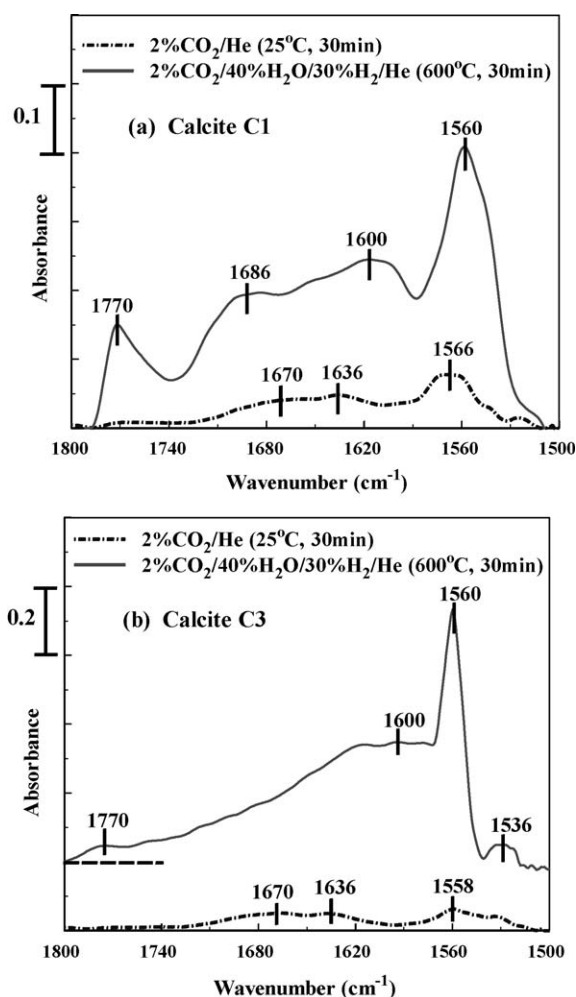 2%CO₂/He (25°C, 30min)
2%CO₂/40%H₂O/30%H₂/He (600°C, 30min)
0.1
(a) Calcite C1
1560
1600
1686
1770
1670
1636
1566
Absorbance
1800 1740 1680 1620 1560 1500
Wavenumber (cm⁻¹)
2%CO₂/He (25°C, 30min)
2%CO₂/40%H₂O/30%H₂/He (600°C, 30min)
1560
0.2
(b) Calcite C3
1600
1770
1536
1670
1636
1558
Absorbance
1800 1740 1680 1620 1560 1500
Wavenumber (cm⁻¹)